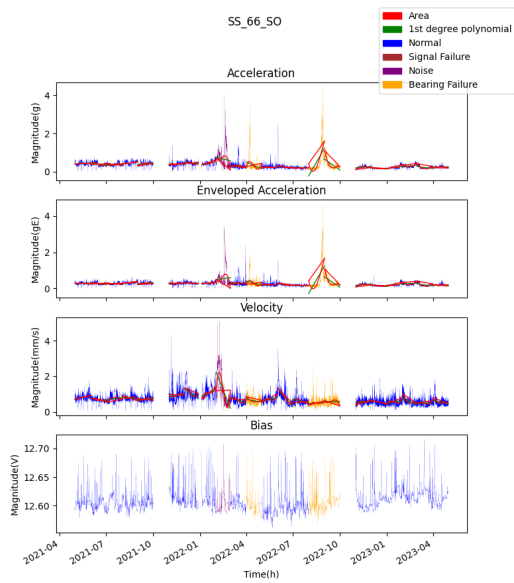 SS_66_SO
Area
1st degree polynomial
Normal
Signal Failure
Noise
Bearing Failure
Acceleration
Magnitude(g)
4
2
0
Enveloped Acceleration
Magnitude(gE)
4
2
0
Velocity
Magnitude(mm/s)
4
2
0
Bias
Magnitude(V)
12.70
12.65
12.60
2021-04
2021-07
2021-10
2022-01
2022-04
2022-07
2022-10
2023-01
2023-04
Time(h)